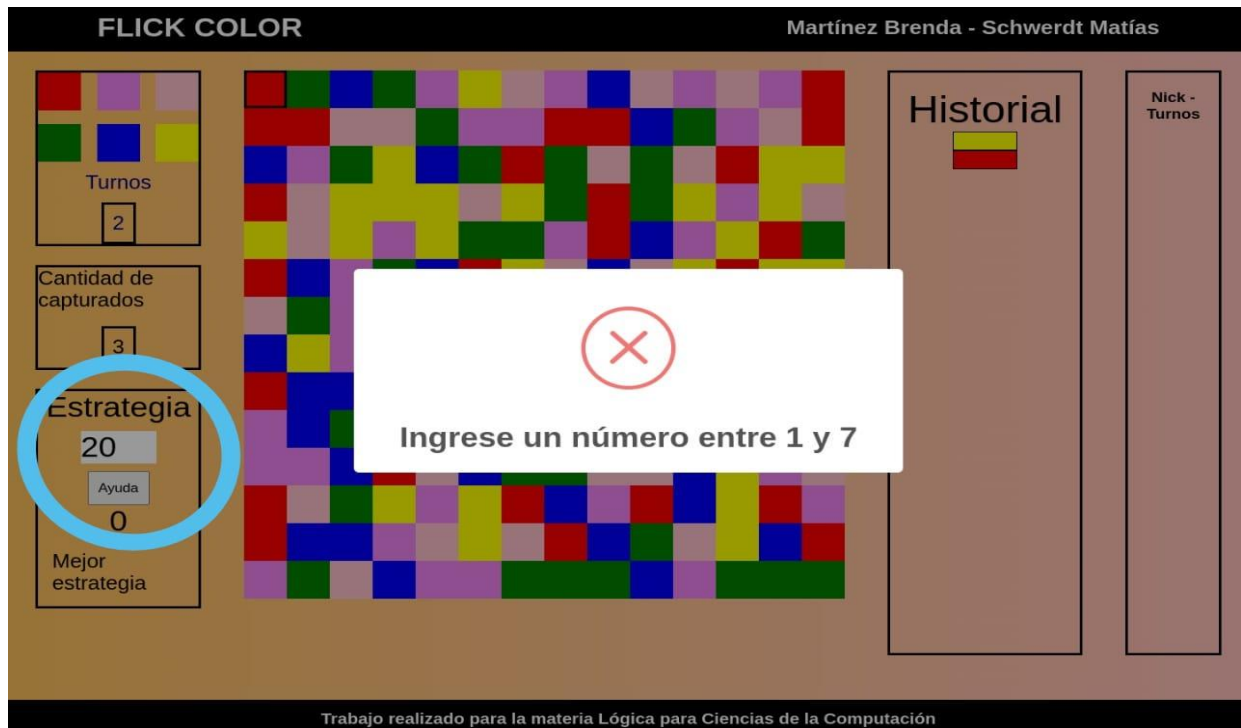 FLICK COLOR
Martínez Brenda - Schwerdt Matías
Turnos
2
Cantidad de
capturados
3
Estrategia
20
Ayuda
0
Mejor
estrategia
Ingrese un número entre 1 y 7
Historial
Nick -
Turnos
Trabajo realizado para la materia Lógica para Ciencias de la Computación